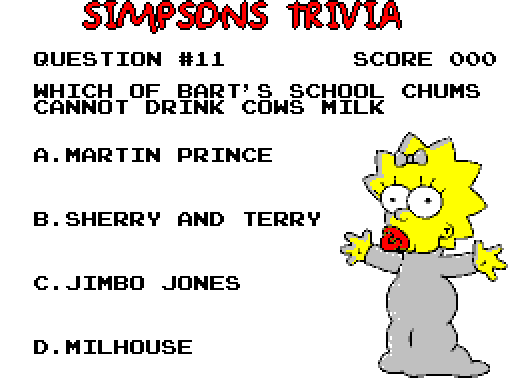 SIMPSONS TRIVIA
QUESTION #11 SCORE 000
WHICH OF BART'S SCHOOL CHUMS
CANNOT DRINK COWS MILK
A.MARTIN PRINCE
B.SHERRY AND TERRY
C.JIMBO JONES
D.MILHOUSE